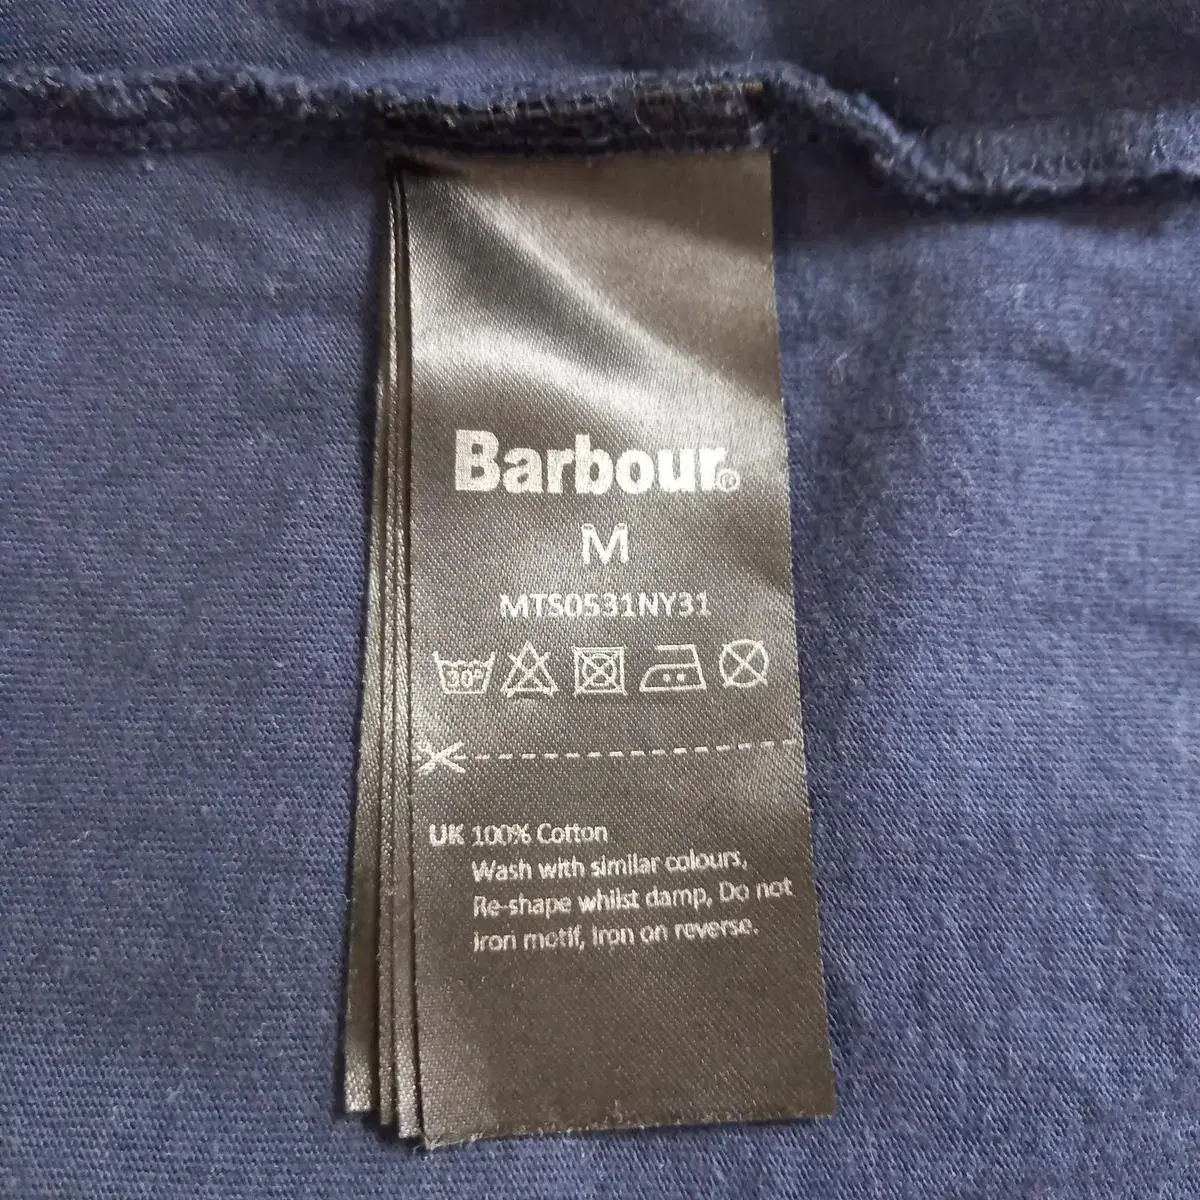 Barbour®
M
MTS0531NY31
30°
UK 100% Cotton
Wash with similar colours,
Re-shape whilst damp, Do not
iron motif, Iron on reverse.